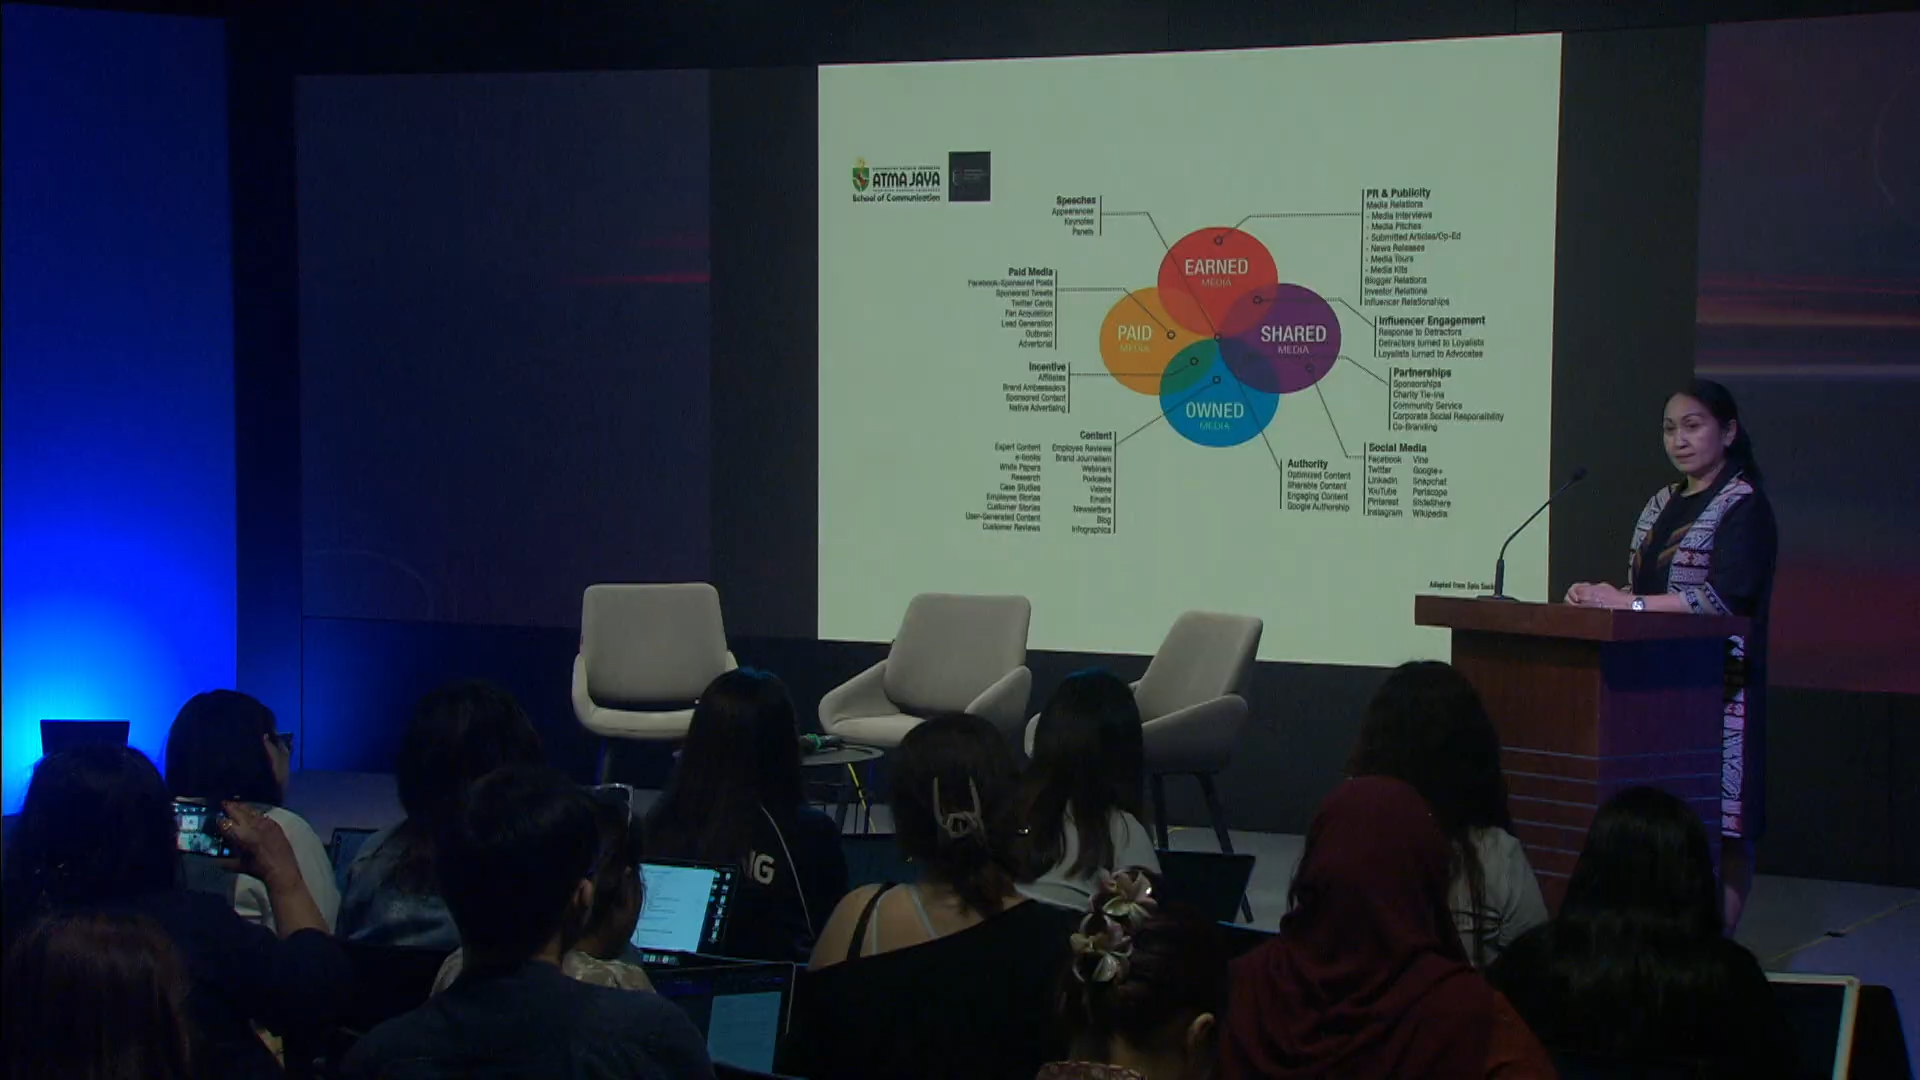 ATMA JAYA
School of Communication
Speeches
Appearances
Keynotes
Panels
Paid Media
Facebook-Sponsored Posts
Sponsored Tweets
Twitter Cards
Fan Acquisition
Lead Generation
Outbrain
Advertorial
Incentive
Affiliates
Brand Ambassadors
Sponsored Content
Native Advertising
Content
Expert Content
e-books
White Papers
Research
Case Studies
Employee Stories
Customer Stories
User-Generated Content
Customer Reviews
Employee Reviews
Brand Journalism
Webinars
Podcasts
Videos
Emails
Newsletters
Blog
Infographics
EARNED
MEDIA
PAID
MEDIA
SHARED
MEDIA
OWNED
MEDIA
PR & Publicity
Media Relations
- Media Interviews
- Media Pitches
- Submitted Articles/Op-Ed
- News Releases
- Media Tours
- Media Kits
Blogger Relations
Investor Relations
Influencer Relationships
Influencer Engagement
Response to Detractors
Detractors turned to Loyalists
Loyalists turned to Advocates
Partnerships
Sponsorships
Charity Tie-ins
Community Service
Corporate Social Responsibility
Co-Branding
Social Media
Facebook
Twitter
LinkedIn
YouTube
Pinterest
Instagram
Vine
Google+
Snapchat
Periscope
SlideShare
Wikipedia
Authority
Optimized Content
Sharable Content
Engaging Content
Google Authorship
Adapted from Spin
NG